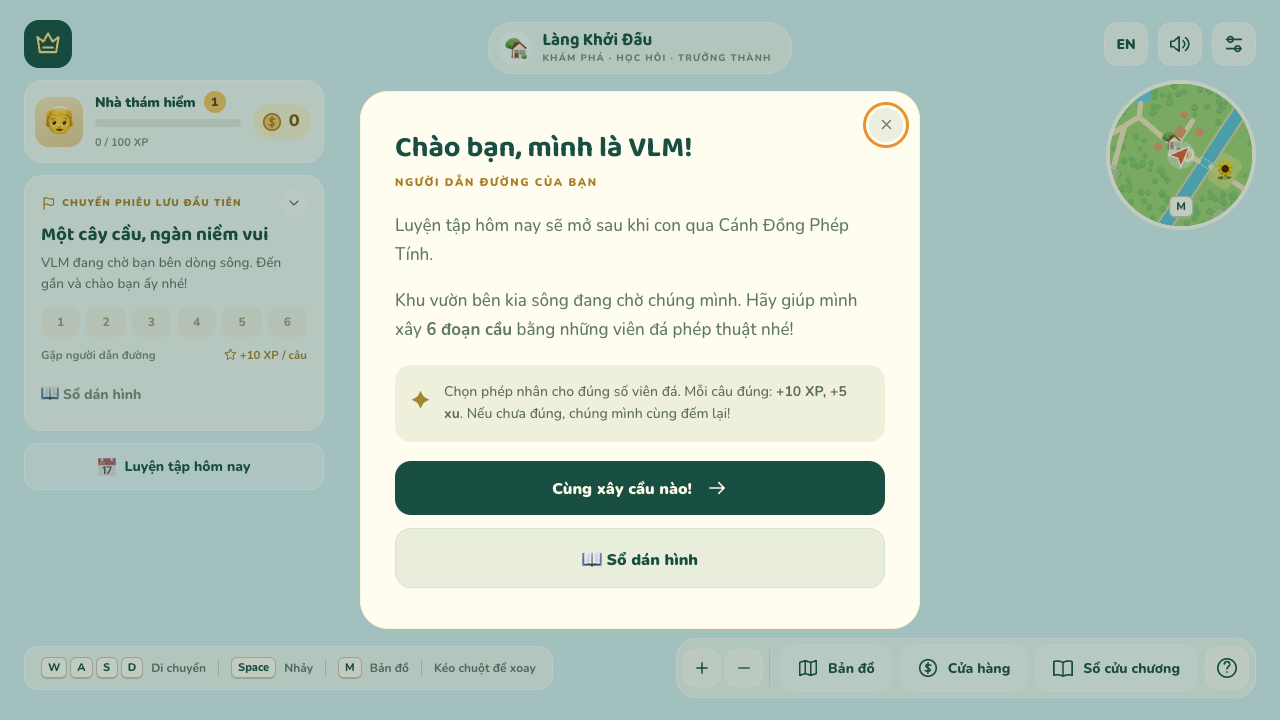 Làng Khởi Đầu
KHÁM PHÁ · HỌC HỎI · TRƯỞNG THÀNH
EN
Nhà thám hiểm 1
0 / 100 XP
0
CHUYẾN PHIÊU LƯU ĐẦU TIÊN
Một cây cầu, ngàn niềm vui
VLM đang chờ bạn bên dòng sông. Đến
gần và chào bạn ấy nhé!
1 2 3 4 5 6
Gặp người dẫn đường +10 XP / câu
Sổ dán hình
17 Luyện tập hôm nay
Chào bạn, mình là VLM!
NGƯỜI DẪN ĐƯỜNG CỦA BẠN
Luyện tập hôm nay sẽ mở sau khi con qua Cánh Đồng Phép
Tính.
Khu vườn bên kia sông đang chờ chúng mình. Hãy giúp mình
xây 6 đoạn cầu bằng những viên đá phép thuật nhé!
Chọn phép nhân cho đúng số viên đá. Mỗi câu đúng: +10 XP, +5
xu. Nếu chưa đúng, chúng mình cùng đếm lại!
Cùng xây cầu nào!
Sổ dán hình
M
W A S D Di chuyển Space Nhảy M Bản đồ Kéo chuột để xoay
Bản đồ Cửa hàng Sổ cửu chương